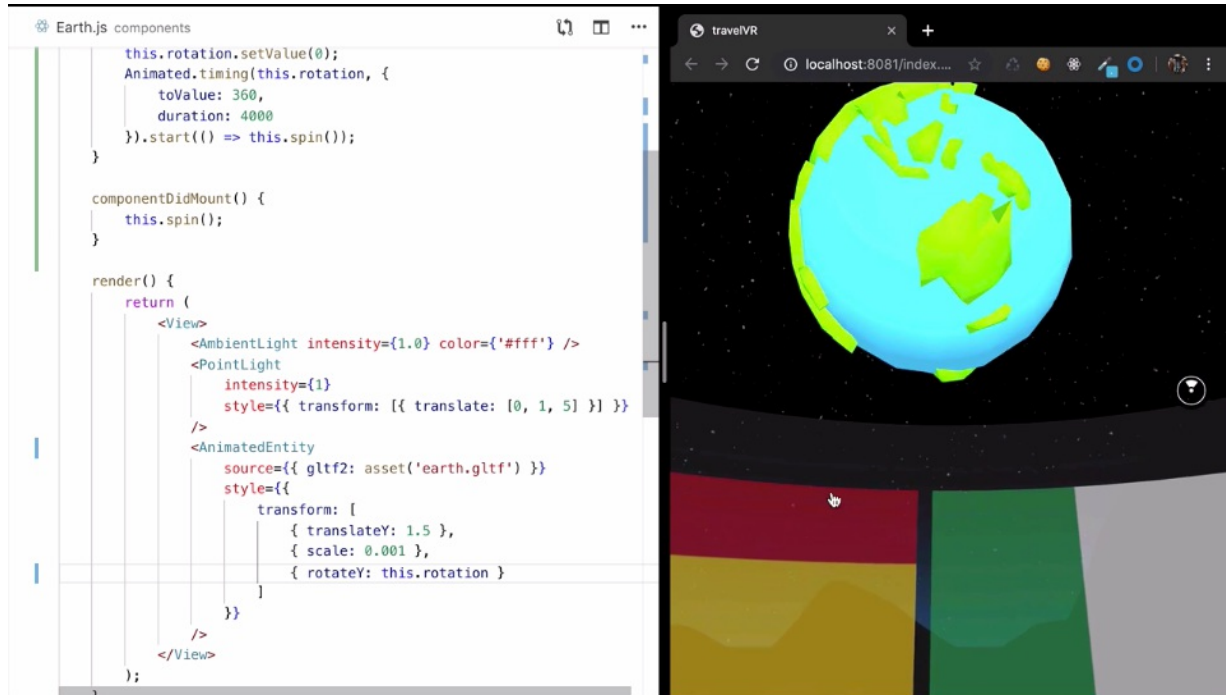 Earth.js components
this.rotation.setValue(0);
Animated.timing(this.rotation, {
toValue: 360,
duration: 4000
}).start(() => this.spin());
}
componentDidMount() {
this.spin();
}
render() {
return (
<View>
<AmbientLight intensity={1.0} color={'#fff'} />
<PointLight
intensity={1}
style={{ transform: [{ translate: [0, 1, 5] }] }}
/>
<AnimatedEntity
source={{ gltf2: asset('earth.gltf') }}
style={{
transform: [
{ translateY: 1.5 },
{ scale: 0.001 },
{ rotateY: this.rotation }
]
}}
/>
</View>
);
}
travelVR
localhost:8081/index....